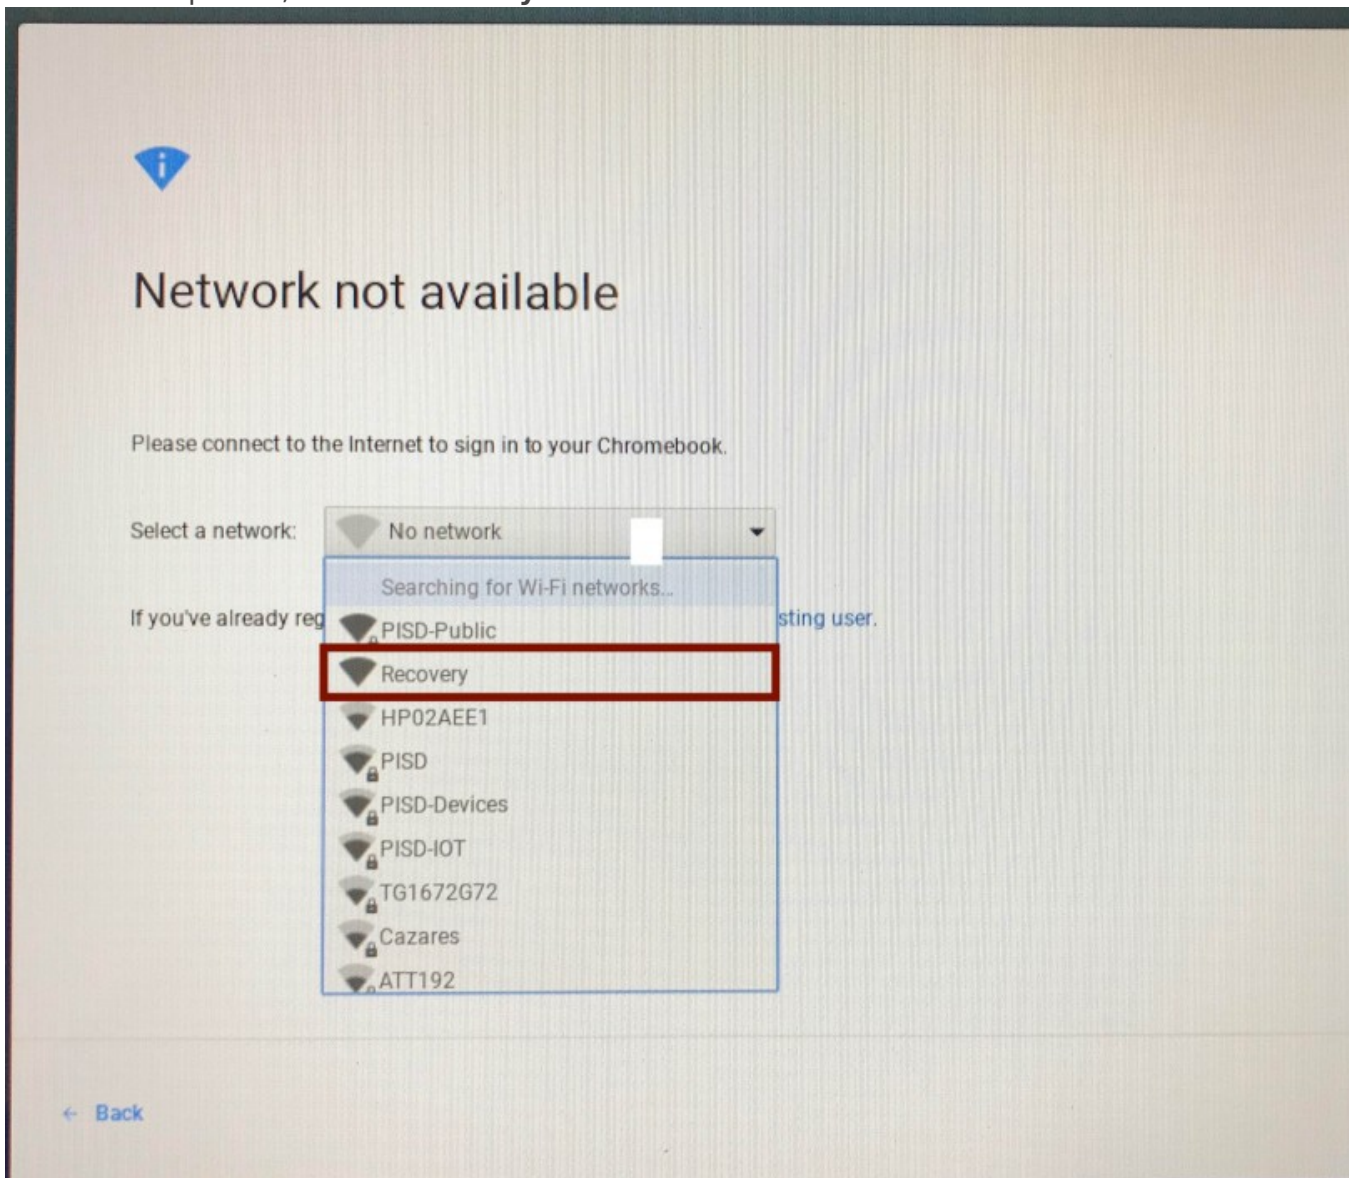 Network not available
Please connect to the Internet to sign in to your Chromebook.
Select a network: No network
Searching for Wi-Fi networks...
If you've already reg sting user.
PISD-Public
Recovery
HP02AEE1
PISD
PISD-Devices
PISD-IOT
TG1672G72
Cazares
ATT192
← Back